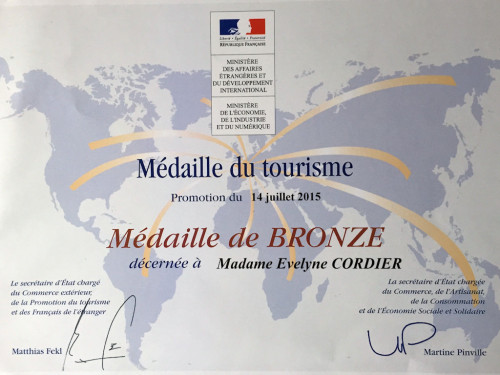 Liberté • Égalité • Fraternité
RÉPUBLIQUE FRANÇAISE
MINISTÈRE
DES AFFAIRES
ÉTRANGÈRES ET
DU DÉVELOPPEMENT
INTERNATIONAL
MINISTÈRE
DE L'ÉCONOMIE,
DE L'INDUSTRIE
ET DU NUMÉRIQUE
Médaille du tourisme
Promotion du 14 juillet 2015
Médaille de BRONZE
décernée à Madame Evelyne CORDIER
Le secrétaire d'État chargé
du Commerce extérieur,
de la Promotion du tourisme
et des Français de l'étranger
Matthias Fekl
La secrétaire d'État chargée
du Commerce, de l'Artisanat,
de la Consommation
et de l'Économie Sociale et Solidaire
Martine Pinville